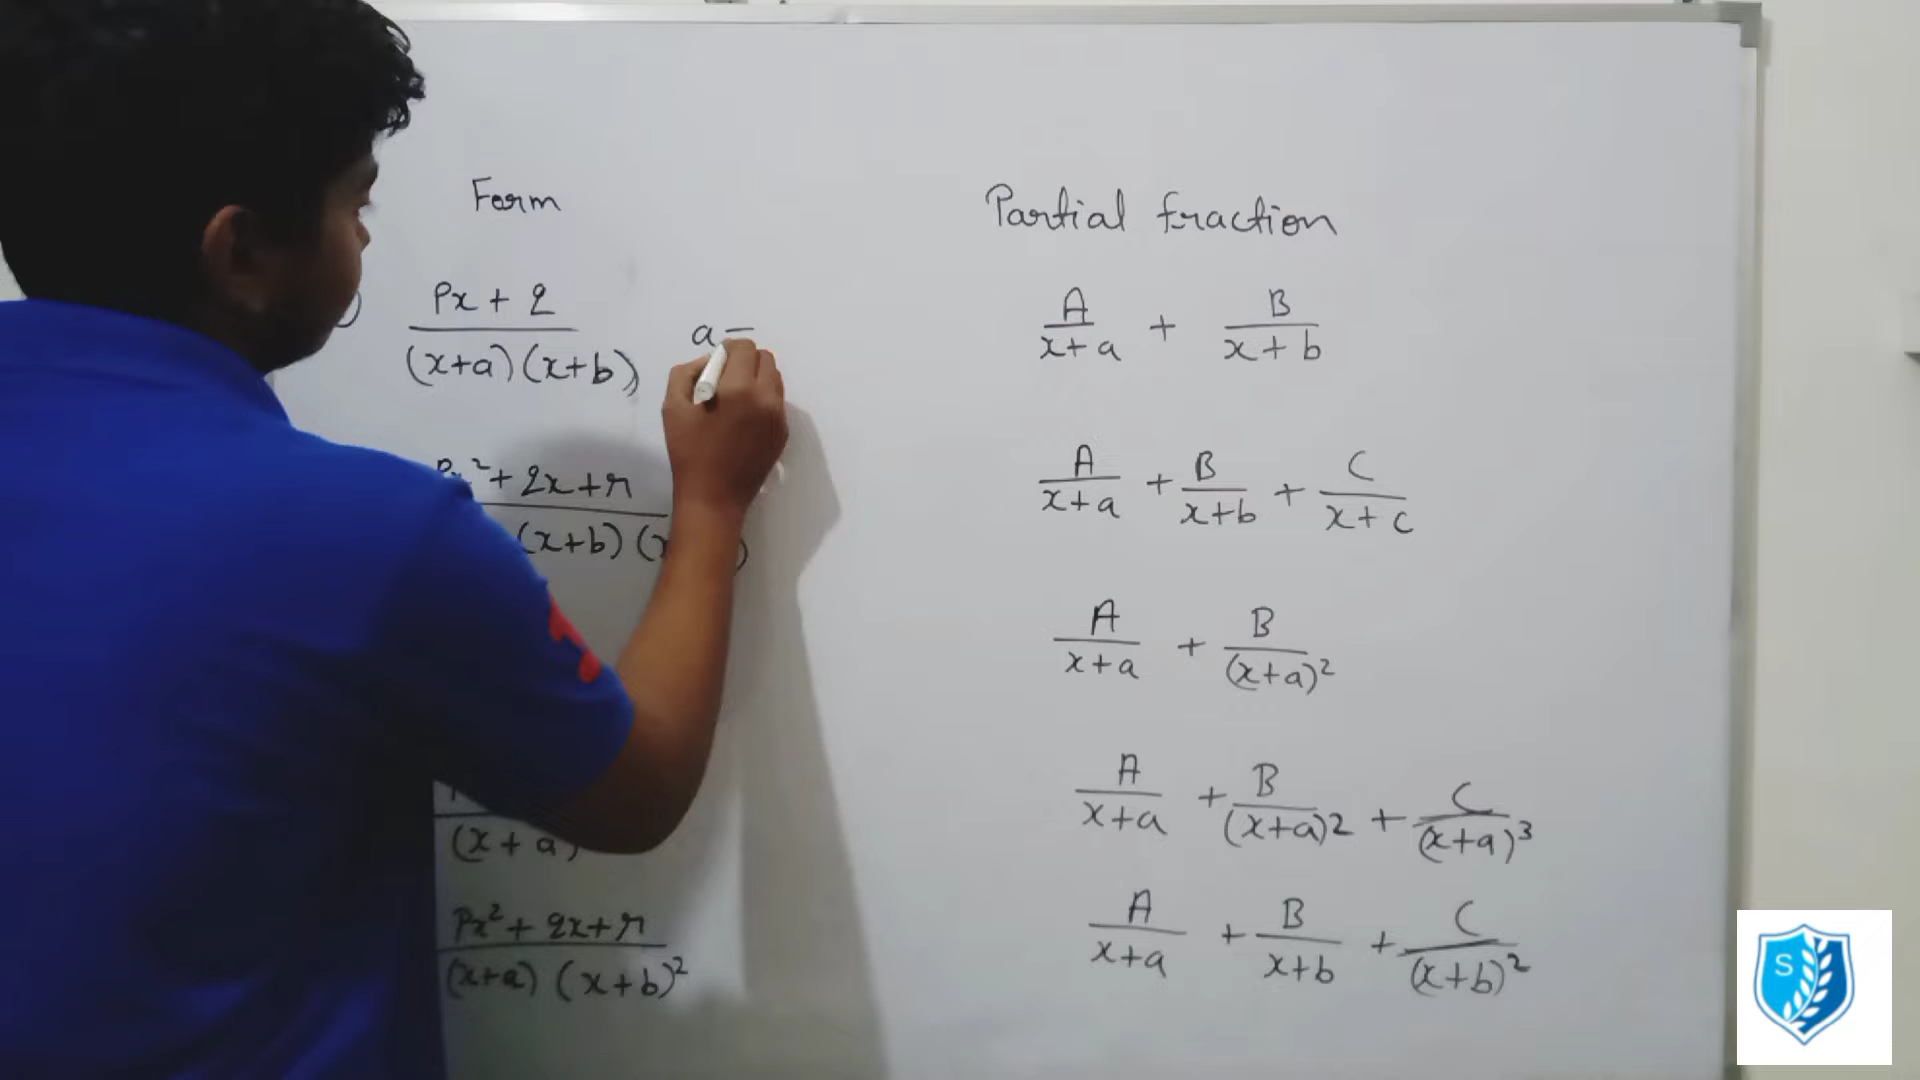 Form Partial fraction
Px + q
(x+a)(x+b)
a =
A/x+a + B/x+b
Px² + qx + r
(x+b)(x
A/x+a + B/x+b + C/x+c
A/x+a + B/(x+a)²
(x+a)
A/x+a + B/(x+a)2 + C/(x+a)³
Px² + qx + r
(x+a) (x+b)²
A/x+a + B/x+b + C/(x+b)²
S